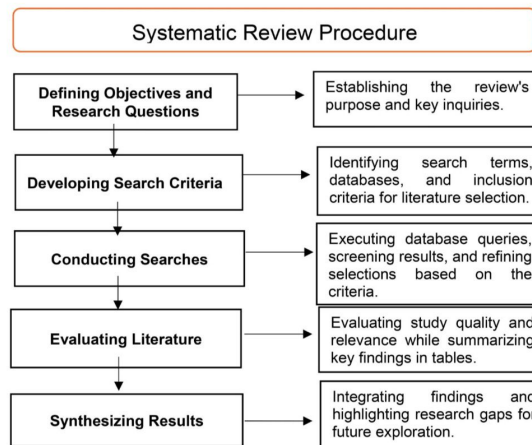 Systematic Review Procedure
Defining Objectives and
Research Questions
Establishing the review's
purpose and key inquiries.
Developing Search Criteria
Identifying search terms,
databases, and inclusion
criteria for literature selection.
Conducting Searches
Executing database queries,
screening results, and refining
selections based on the
criteria.
Evaluating Literature
Evaluating study quality and
relevance while summarizing
key findings in tables.
Synthesizing Results
Integrating findings and
highlighting research gaps for
future exploration.